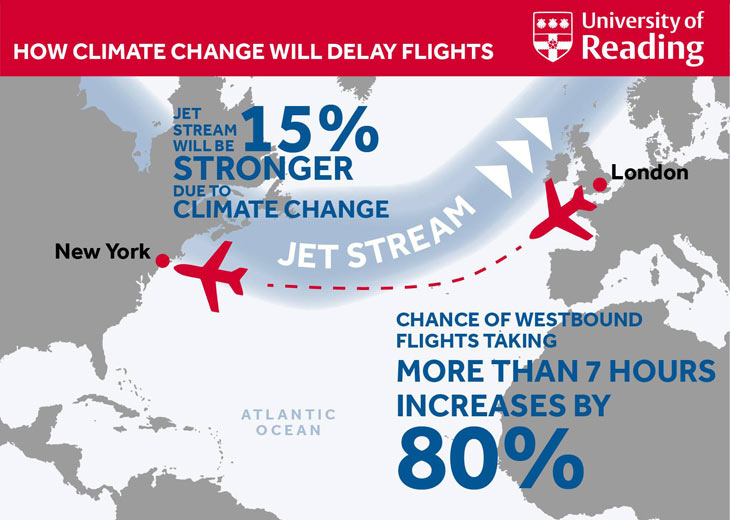 HOW CLIMATE CHANGE WILL DELAY FLIGHTS
University of
Reading
JET
STREAM
WILL BE
15%
STRONGER
DUE TO
CLIMATE CHANGE
London
JET STREAM
New York
CHANCE OF WESTBOUND
FLIGHTS TAKING
MORE THAN 7 HOURS
INCREASES BY
80%
ATLANTIC
OCEAN